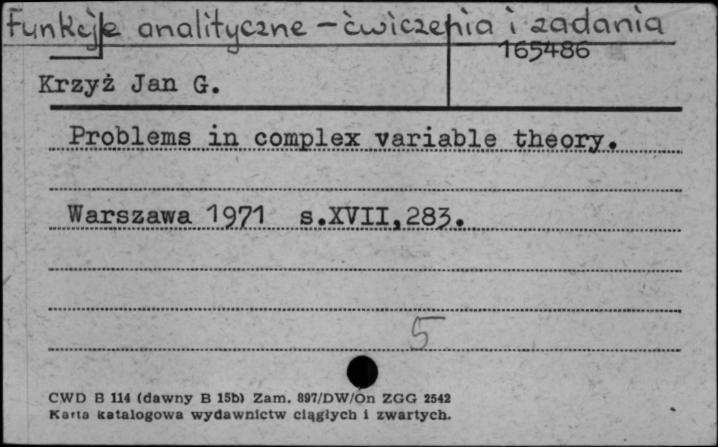 Funkcje analityczne - ćwiczenia i zadania
165486
Krzyż Jan G.
Problems in complex variable theory.
Warszawa 1971 s.XVII,283.
5
CWD B 114 (dawny B 15b) Zam. 897/DW/On ZGG 2542
Karta katalogowa wydawnictw ciągłych i zwartych.